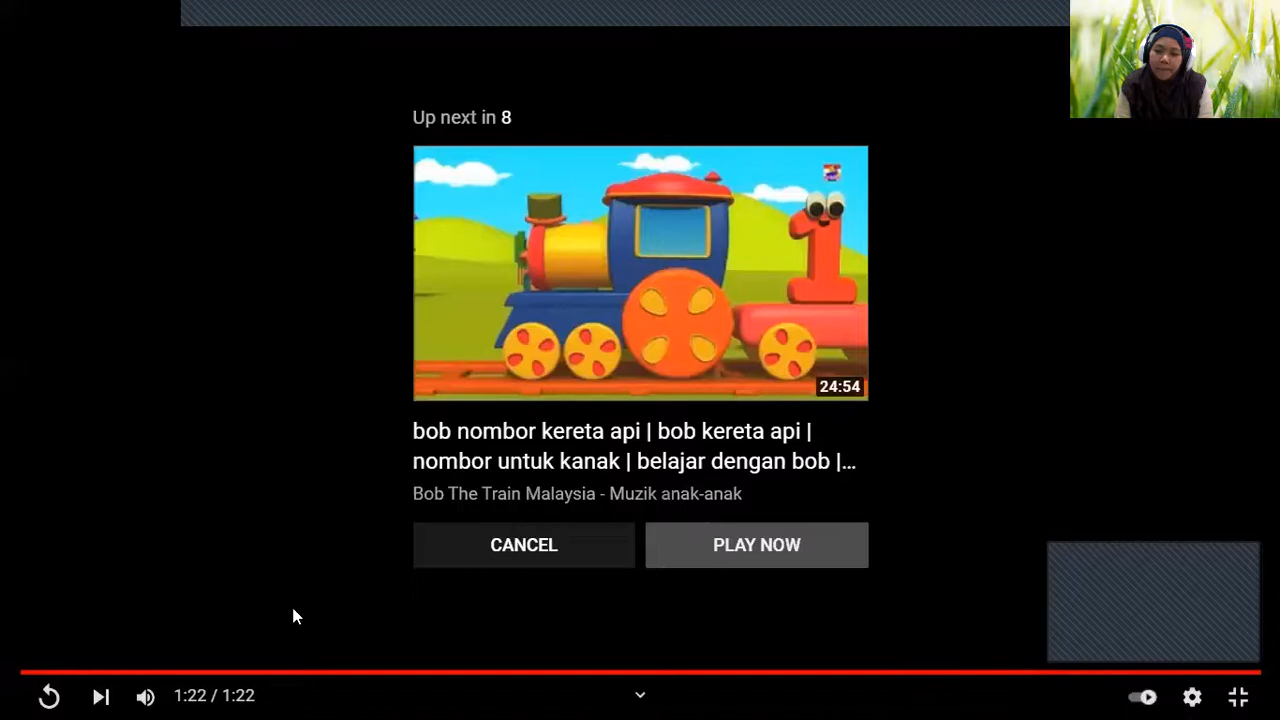 Up next in 8
1
24:54
bob nombor kereta api | bob kereta api |
nombor untuk kanak | belajar dengan bob |...
Bob The Train Malaysia - Muzik anak-anak
CANCEL
PLAY NOW
1:22 / 1:22